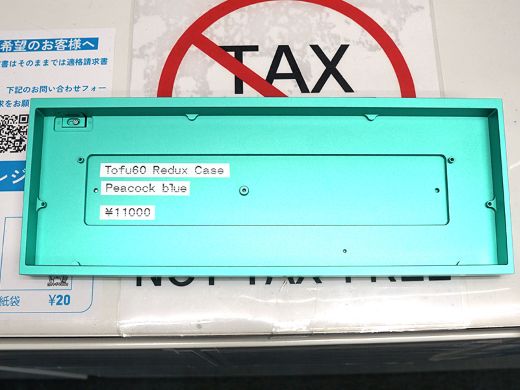 希望のお客様へ
書はそのままでは適格請求書
下記のお問い合わせフォー
TAX
Tofu60 Redux Case
Peacock blue
¥11000
NOT TAX FREE
紙袋 ¥20